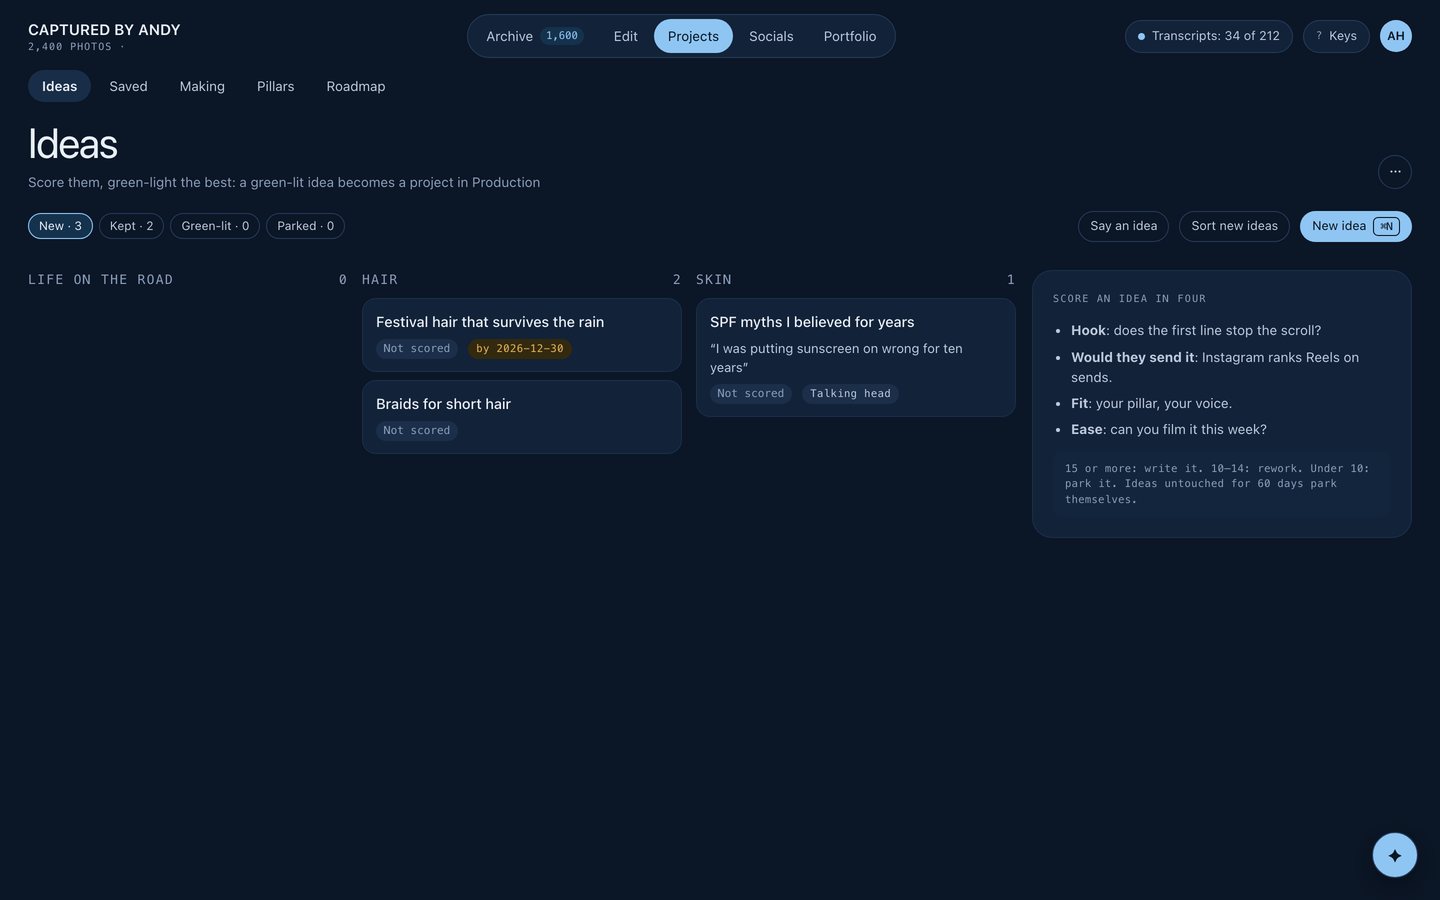 CAPTURED BY ANDY
2,400 PHOTOS ·
Archive 1,600 Edit Projects Socials Portfolio
Transcripts: 34 of 212
? Keys
AH
Ideas Saved Making Pillars Roadmap
Ideas
Score them, green-light the best: a green-lit idea becomes a project in Production
···
New · 3 Kept · 2 Green-lit · 0 Parked · 0
Say an idea Sort new ideas New idea ⌘N
LIFE ON THE ROAD 0
HAIR 2
Festival hair that survives the rain
Not scored by 2026-12-30
Braids for short hair
Not scored
SKIN 1
SPF myths I believed for years
“I was putting sunscreen on wrong for ten
years”
Not scored Talking head
SCORE AN IDEA IN FOUR
• Hook: does the first line stop the scroll?
• Would they send it: Instagram ranks Reels on
sends.
• Fit: your pillar, your voice.
• Ease: can you film it this week?
15 or more: write it. 10–14: rework. Under 10:
park it. Ideas untouched for 60 days park
themselves.